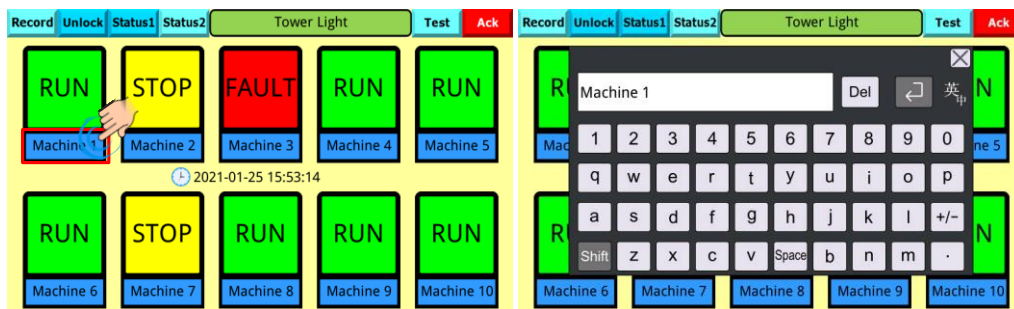 Record Unlock Status1 Status2 Tower Light Test Ack
RUN STOP FAULT RUN RUN
Machine 1 Machine 2 Machine 3 Machine 4 Machine 5
2021-01-25 15:53:14
RUN STOP RUN RUN RUN
Machine 6 Machine 7 Machine 8 Machine 9 Machine 10
Record Unlock Status1 Status2 Tower Light Test Ack
Machine 1 Del 英中
1 2 3 4 5 6 7 8 9 0
q w e r t y u i o p
a s d f g h j k l +/-
Shift z x c v Space b n m .
Machine 6 Machine 7 Machine 8 Machine 9 Machine 10